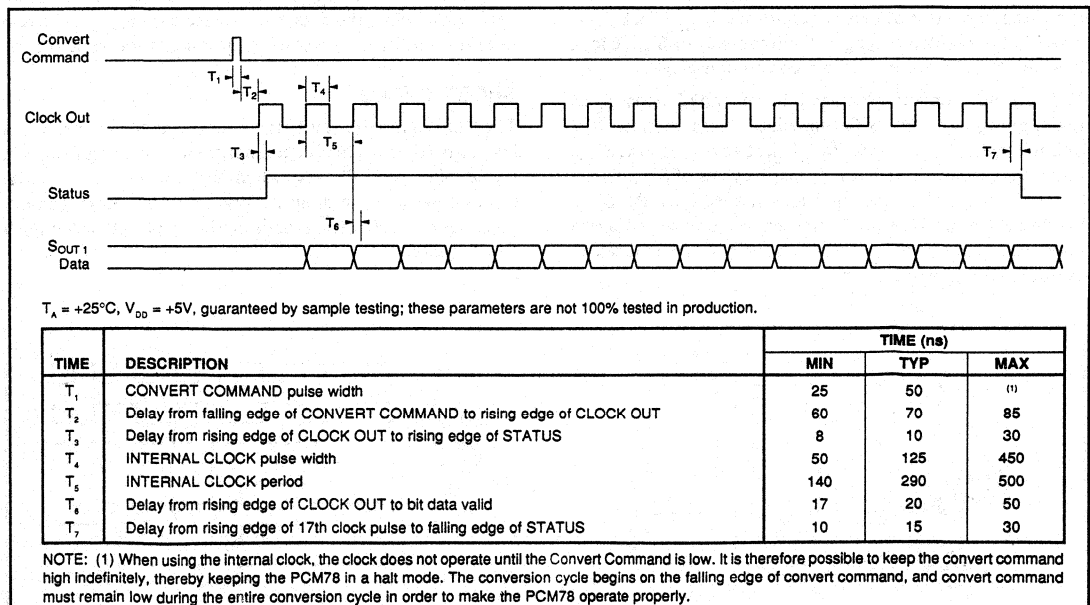 Convert
Command
T1
T2
T4
Clock Out
T3
T5
T7
Status
T6
SOUT 1
Data
TA = +25°C, VDD = +5V, guaranteed by sample testing; these parameters are not 100% tested in production.
TIME (ns)
TIME DESCRIPTION MIN TYP MAX
T1 CONVERT COMMAND pulse width 25 50 (1)
T2 Delay from falling edge of CONVERT COMMAND to rising edge of CLOCK OUT 60 70 85
T3 Delay from rising edge of CLOCK OUT to rising edge of STATUS 8 10 30
T4 INTERNAL CLOCK pulse width 50 125 450
T5 INTERNAL CLOCK period 140 290 500
T6 Delay from rising edge of CLOCK OUT to bit data valid 17 20 50
T7 Delay from rising edge of 17th clock pulse to falling edge of STATUS 10 15 30
NOTE: (1) When using the internal clock, the clock does not operate until the Convert Command is low. It is therefore possible to keep the convert command
high indefinitely, thereby keeping the PCM78 in a halt mode. The conversion cycle begins on the falling edge of convert command, and convert command
must remain low during the entire conversion cycle in order to make the PCM78 operate properly.